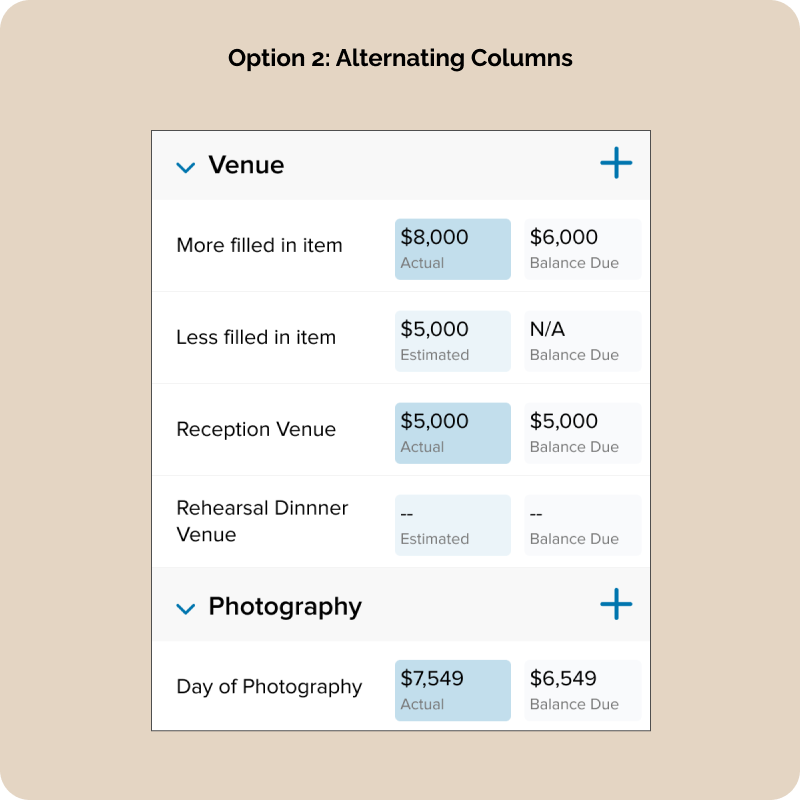 Option 2: Alternating Columns
Venue
More filled in item
$8,000
Actual
$6,000
Balance Due
Less filled in item
$5,000
Estimated
N/A
Balance Due
Reception Venue
$5,000
Actual
$5,000
Balance Due
Rehearsal Dinnner
Venue
--
Estimated
--
Balance Due
Photography
Day of Photography
$7,549
Actual
$6,549
Balance Due